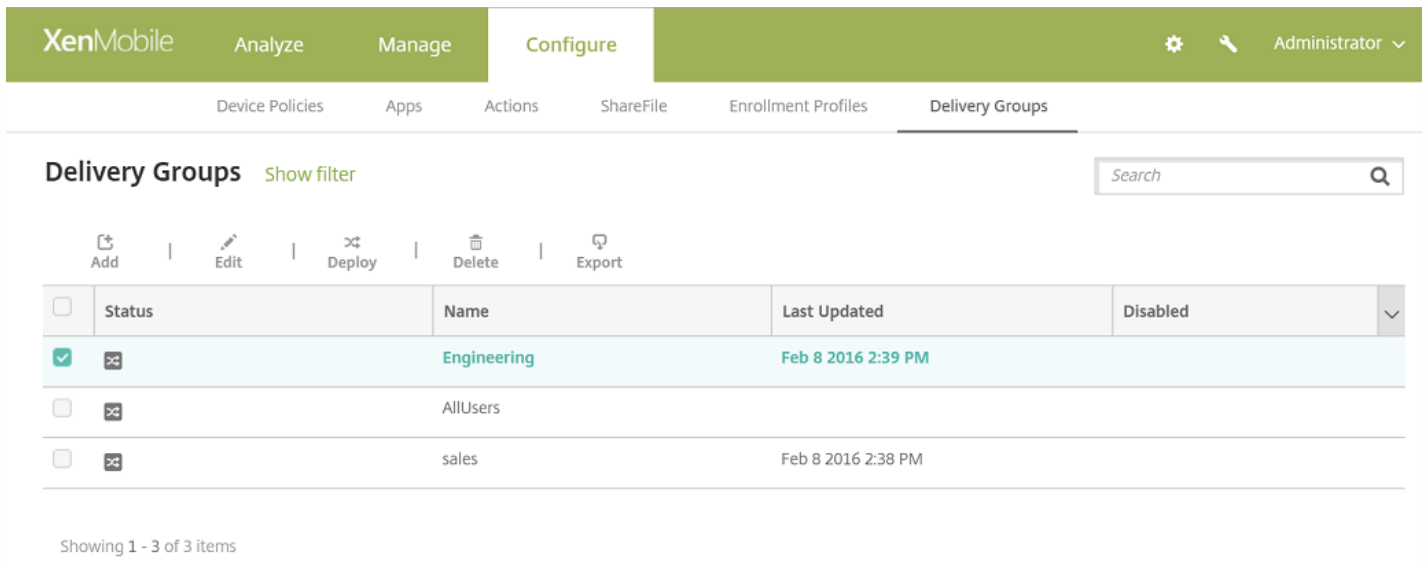 XenMobile Analyze Manage Configure Administrator
Device Policies Apps Actions ShareFile Enrollment Profiles Delivery Groups
Delivery Groups Show filter Search
Add | Edit | Deploy | Delete | Export
Status Name Last Updated Disabled
Engineering Feb 8 2016 2:39 PM
AllUsers
sales Feb 8 2016 2:38 PM
Showing 1 - 3 of 3 items